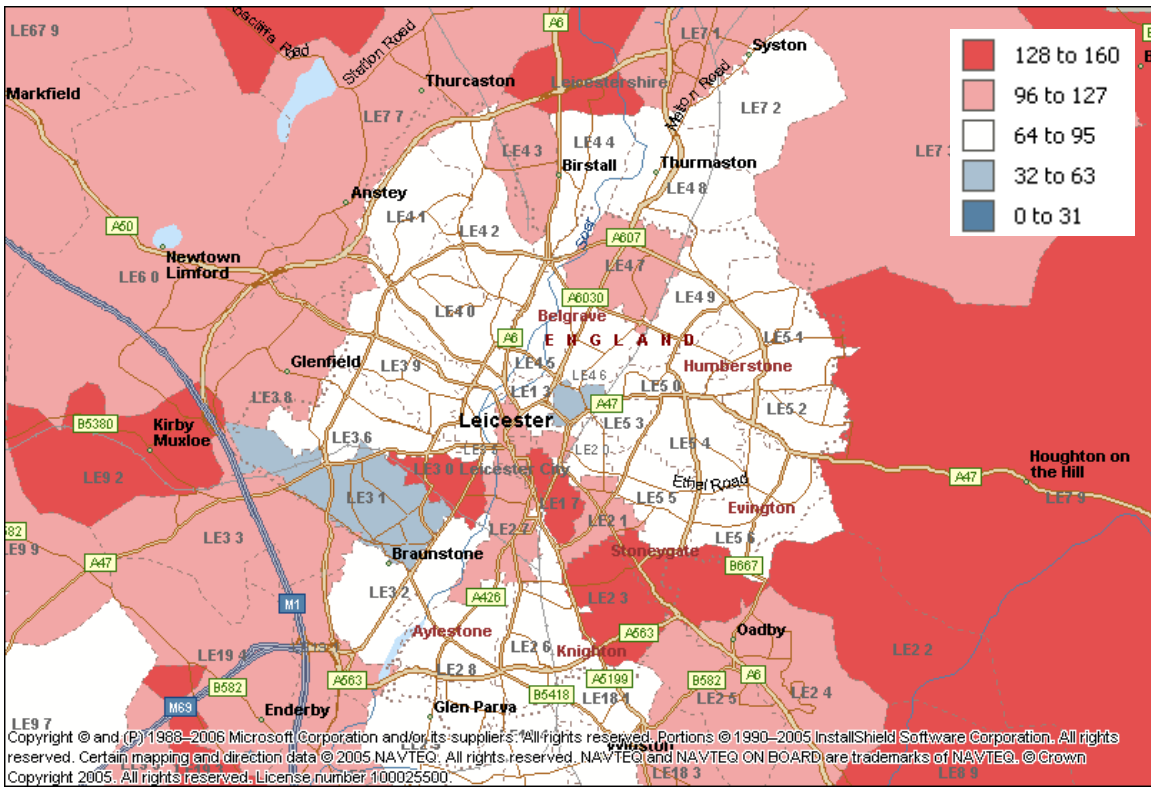 LE67 9
Station Road
A6
LE7 1
Syston
128 to 160
96 to 127
64 to 95
32 to 63
0 to 31
Markfield
Thurcaston
Leicestershire
Melton Road
LE7 2
LE7 7
LE4 3
LE4 4
Birstall
Thurmaston
LE4 8
Anstey
LE4 1
LE4 2
A50
Soar
A607
Newtown
Limford
LE6 0
LE4 7
A6030
LE4 9
LE4 0
Belgrave
A6
ENGLAND
LE5 1
Glenfield
LE3 9
LE4 5
LE4 6
Humberstone
LE3 8
LE1 3
LE5 0
A47
LE5 2
B5380
Kirby
Muxloe
Leicester
LE5 3
LE3 6
LE5 4
LE2 0
LE9 2
LE3 0
Leicester City
Ethel Road
Houghton on
the Hill
A47
LE7 9
LE3 1
LE1 7
LE5 5
Evington
LE2 7
LE2 1
582
LE9 9
LE3 3
Braunstone
Stoneygate
LE5 6
A47
B667
LE3 2
A426
LE2 3
M1
Aylestone
A563
Oadby
LE19 4
LE2 6
Knighton
LE2 2
LE2 8
A563
B582
A5199
B582
A6
M69
B5418
LE18 1
LE2 5
LE2 4
Enderby
Glen Parva
LE9 7
Copyright © and (P) 1988–2006 Microsoft Corporation and/or its suppliers. All rights reserved. Portions © 1990–2005 InstallShield Software Corporation. All rights
reserved. Certain mapping and direction data © 2005 NAVTEQ. All rights reserved. NAVTEQ and NAVTEQ ON BOARD are trademarks of NAVTEQ. © Crown
Copyright 2005. All rights reserved. License number 100025500.
LE18 3
LE8 9